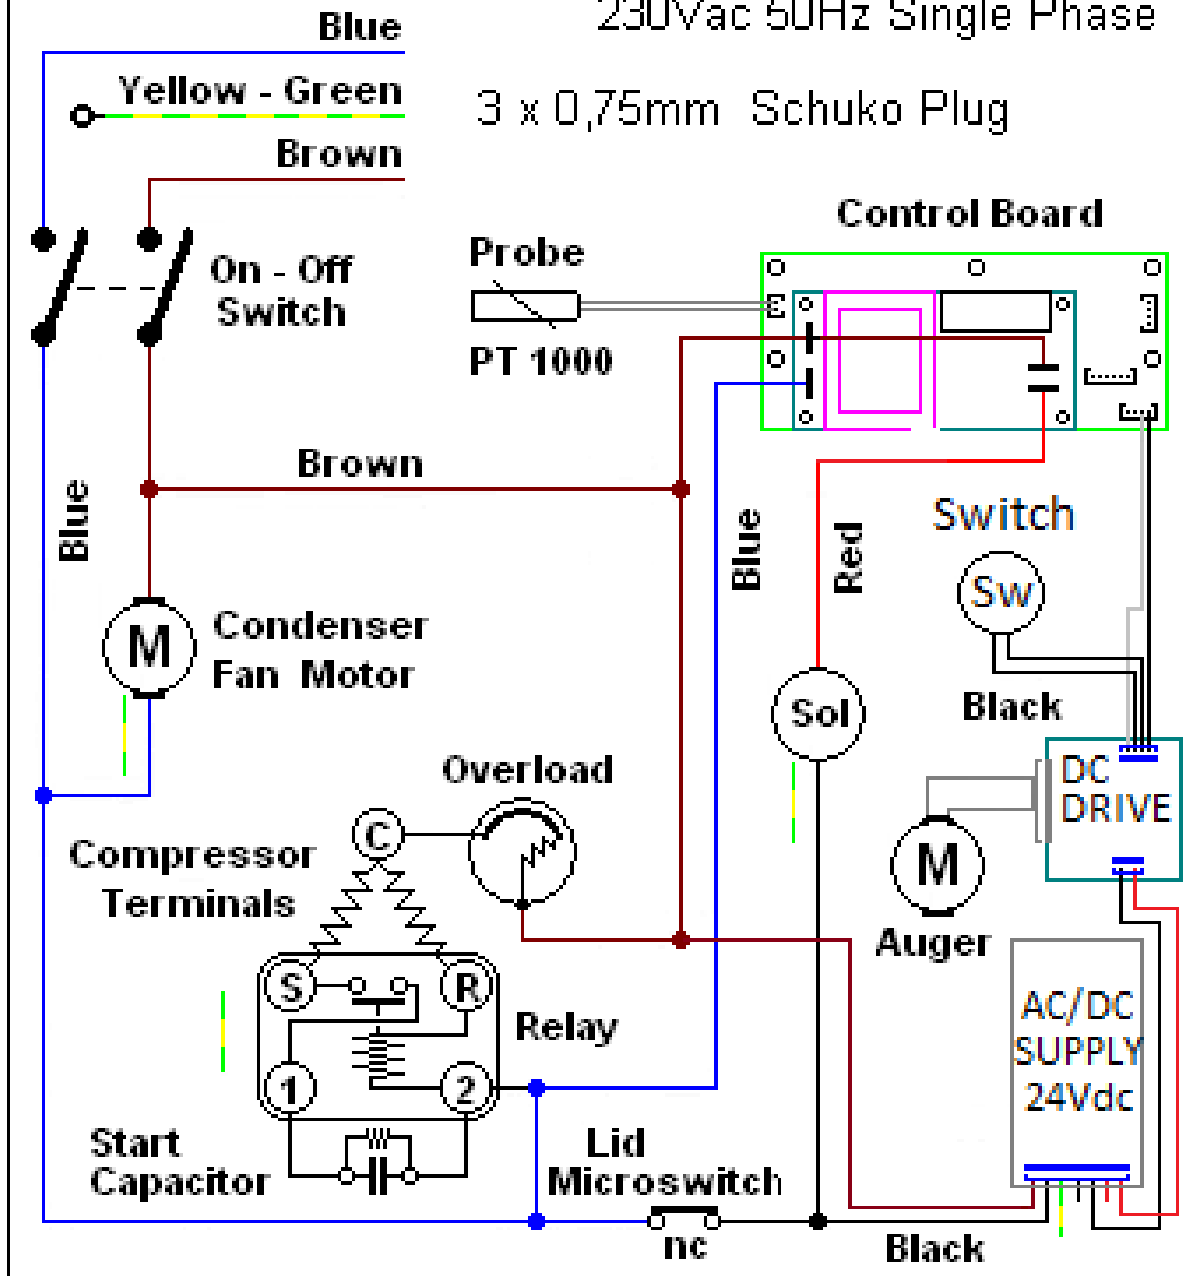 230Vac 50Hz Single Phase
Blue
Yellow - Green
3 x 0,75mm Schuko Plug
Brown
Control Board
Probe
On - Off
Switch
PT 1000
Brown
Blue
Blue
Red
Switch
Sw
Condenser
Fan Motor
M
Sol
Black
Overload
DC
DRIVE
C
Compressor
Terminals
M
Auger
S
R
Relay
AC/DC
SUPPLY
24Vdc
1
2
Start
Capacitor
Lid
Microswitch
nc
Black